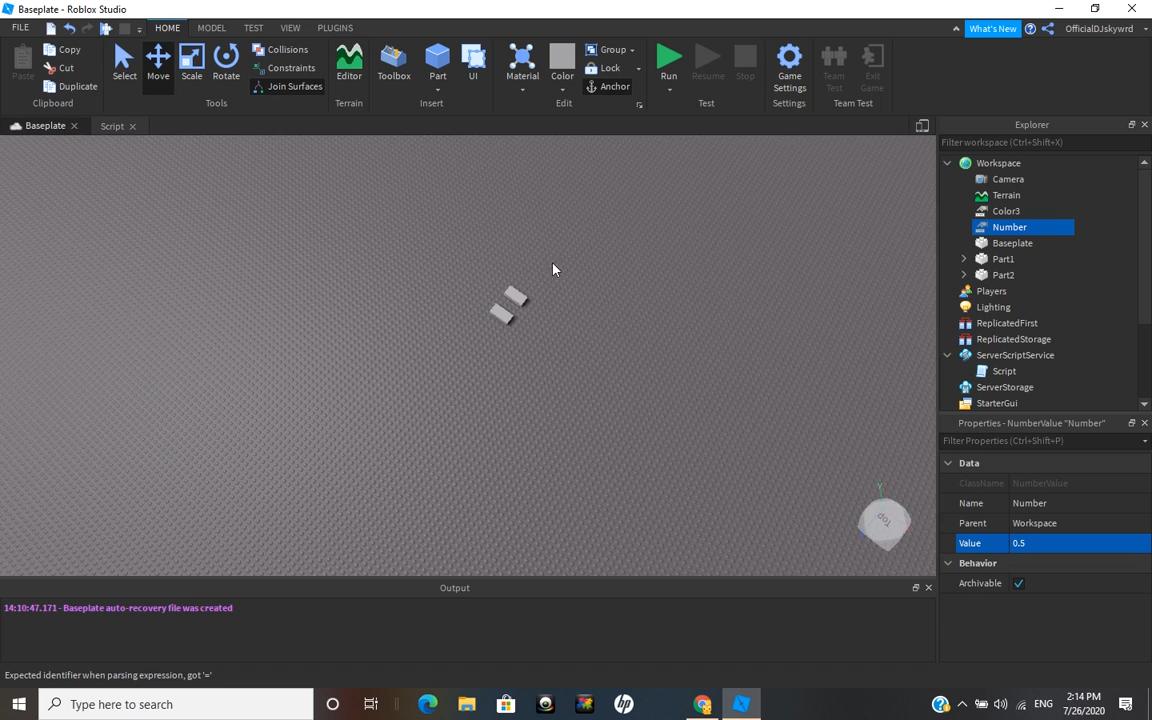 Baseplate - Roblox Studio
FILE HOME MODEL TEST VIEW PLUGINS What's New OfficialDJskywrd
Paste Copy Cut Duplicate Clipboard
Select Move Scale Rotate Collisions Constraints Join Surfaces Tools
Editor Terrain
Toolbox Part UI Insert
Material Color Group Lock Anchor Edit
Run Resume Stop Test
Game Settings Settings
Team Test Exit Game Team Test
Baseplate Script
Explorer
Filter workspace (Ctrl+Shift+X)
Workspace
Camera
Terrain
Color3
Number
Baseplate
Part1
Part2
Players
Lighting
ReplicatedFirst
ReplicatedStorage
ServerScriptService
Script
ServerStorage
StarterGui
Properties - NumberValue "Number"
Filter Properties (Ctrl+Shift+P)
Data
ClassName NumberValue
Name Number
Parent Workspace
Value 0.5
Behavior
Archivable
Y
Top
Output
14:10:47.171 - Baseplate auto-recovery file was created
Expected identifier when parsing expression, got '='
Type here to search
hp
ENG
2:14 PM
7/26/2020